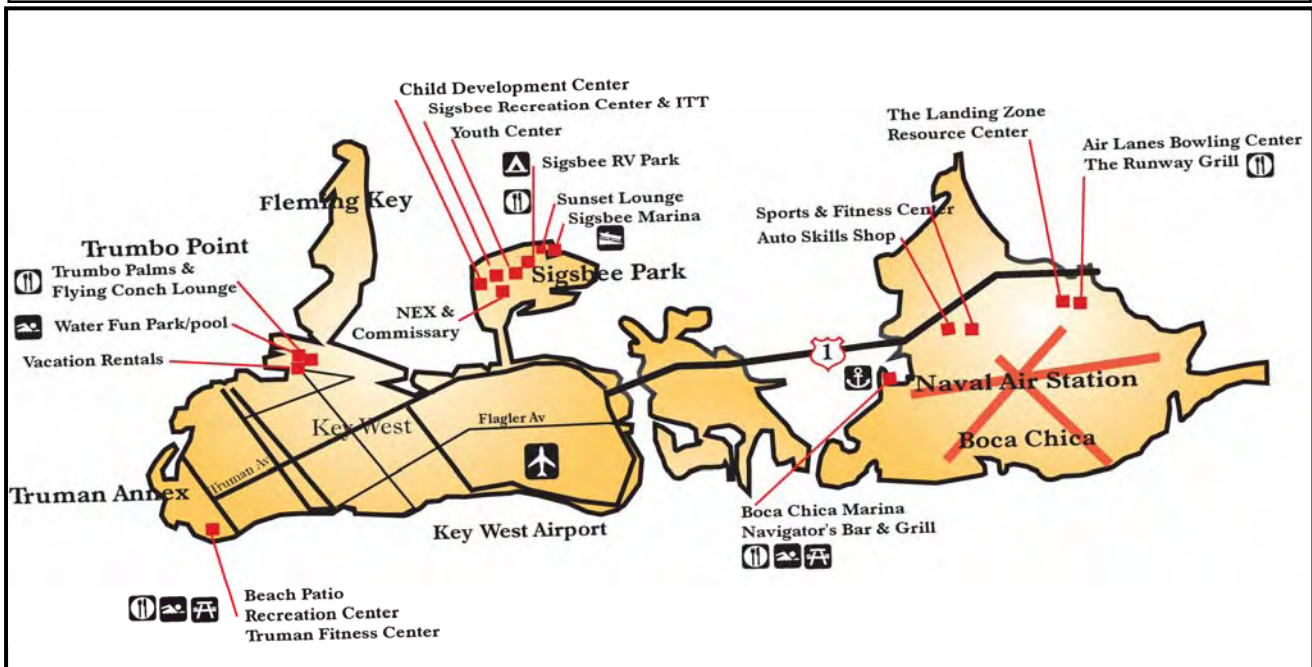 Child Development Center
Sigsbee Recreation Center & ITT
Youth Center
Sigsbee RV Park
Sunset Lounge
Sigsbee Marina
Sigsbee Park
NEX &
Commissary
Fleming Key
Trumbo Point
Trumbo Palms &
Flying Conch Lounge
Water Fun Park/pool
Vacation Rentals
The Landing Zone
Resource Center
Air Lanes Bowling Center
The Runway Grill
Sports & Fitness Center
Auto Skills Shop
1
Naval Air Station
Boca Chica
Key West
Flagler Av
Truman Av
Truman Annex
Key West Airport
Boca Chica Marina
Navigator's Bar & Grill
Beach Patio
Recreation Center
Truman Fitness Center